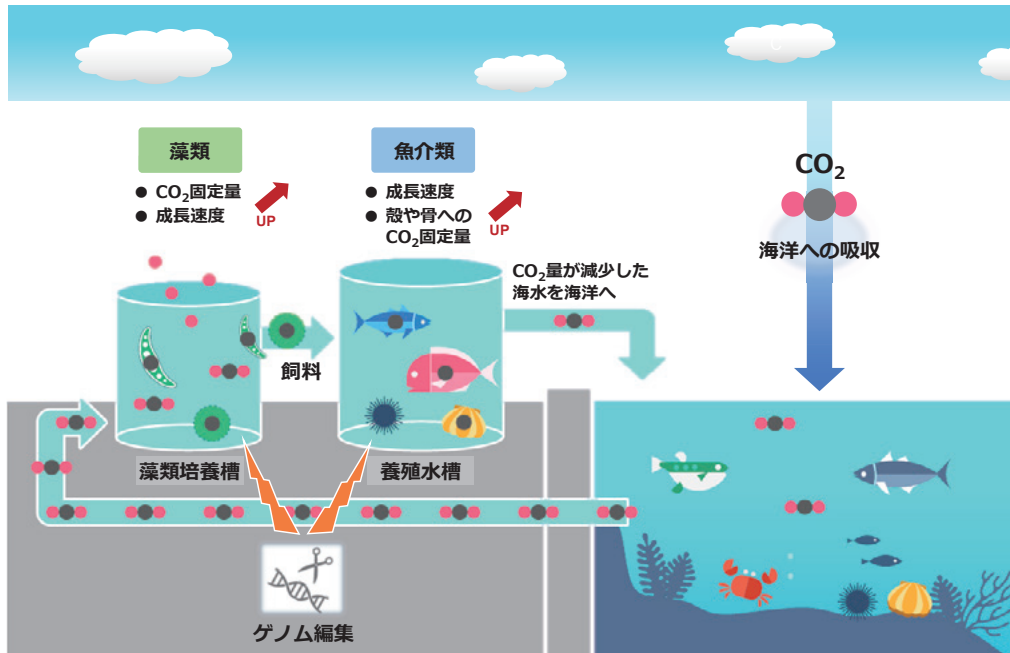 藻類
● CO₂固定量
● 成長速度
UP
魚介類
● 成長速度
● 殻や骨への
CO₂固定量
UP
CO₂
海洋への吸収
CO₂量が減少した
海水を海洋へ
飼料
藻類培養槽
養殖水槽
ゲノム編集